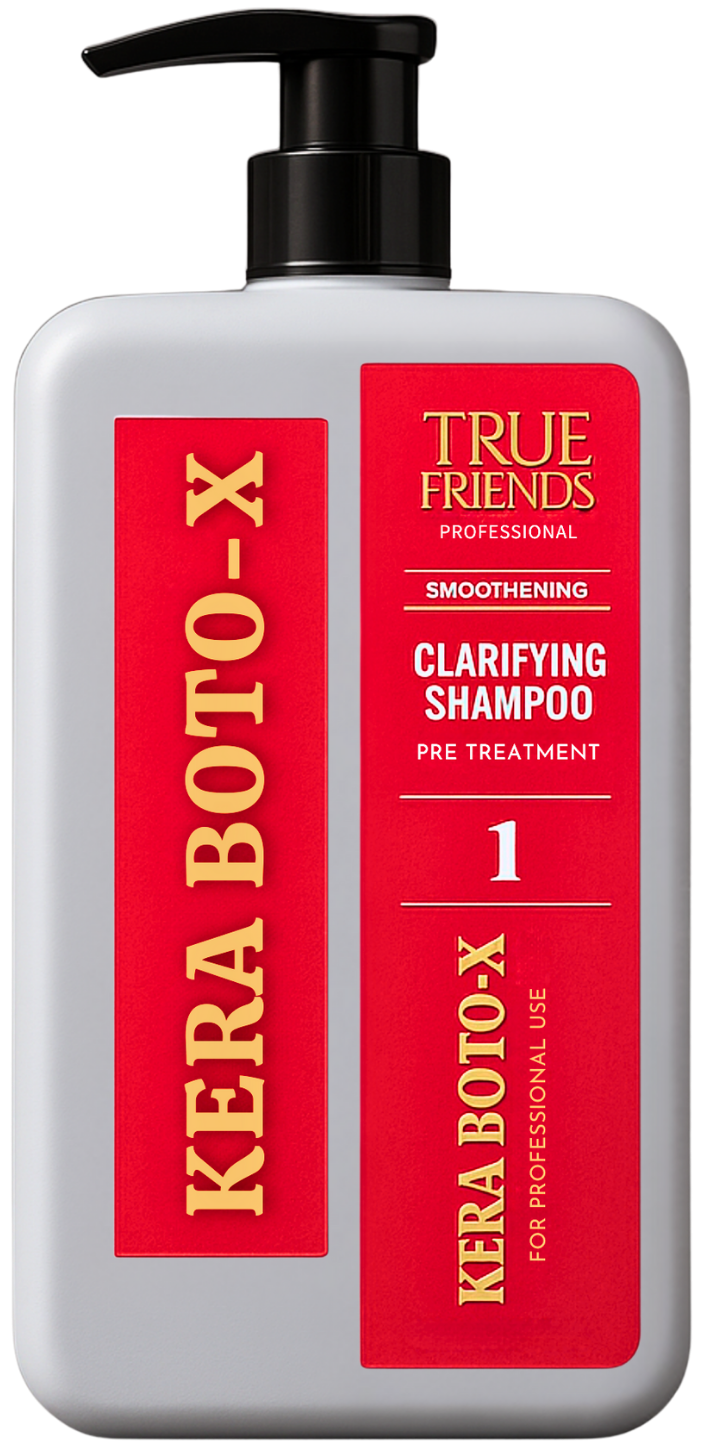 KERA BOTO-X
TRUE
FRIENDS
PROFESSIONAL
SMOOTHENING
CLARIFYING
SHAMPOO
PRE TREATMENT
1
KERA BOTO-X
FOR PROFESSIONAL USE